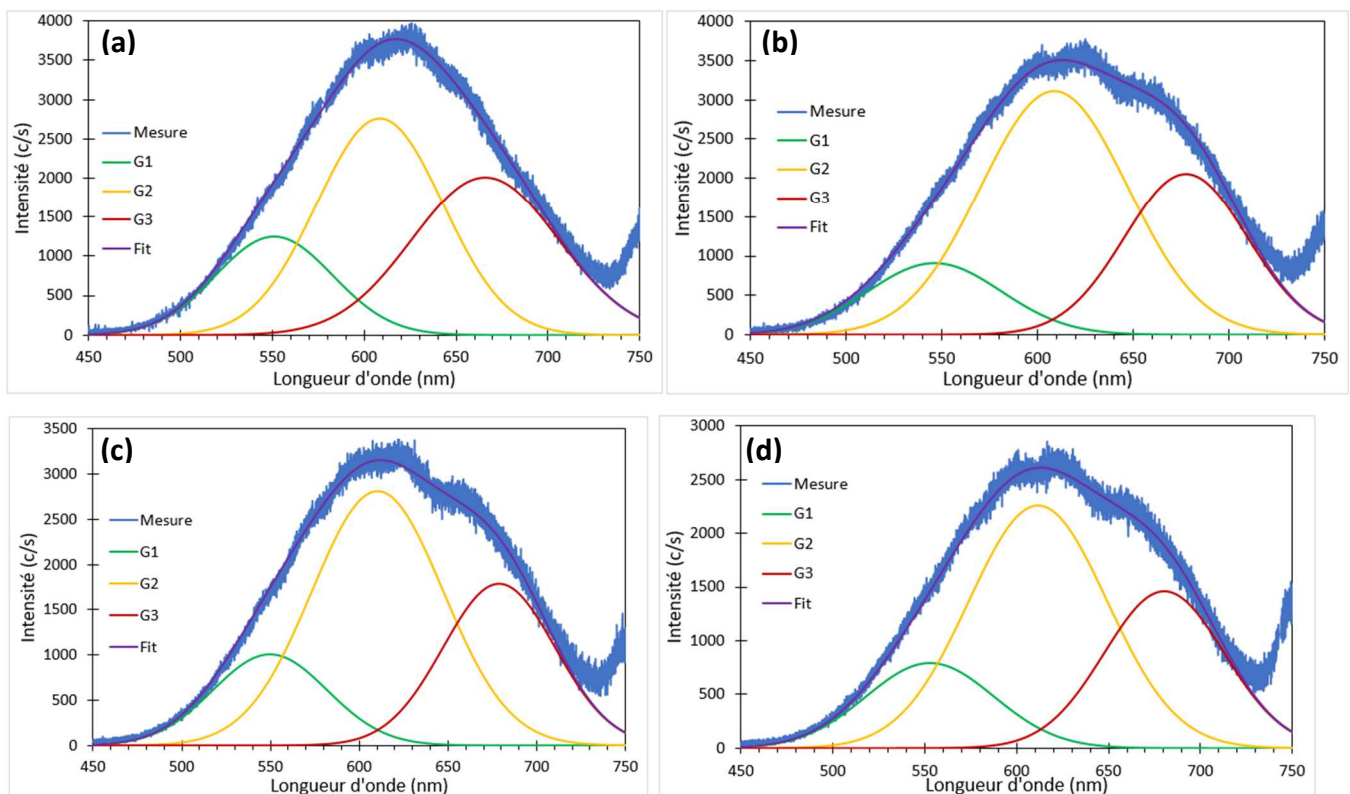 (a)
4000
3500
3000
2500
2000
1500
1000
500
0
Intensité (c/s)
Mesure
G1
G2
G3
Fit
450 500 550 600 650 700 750
Longueur d'onde (nm)
(b)
4000
3500
3000
2500
2000
1500
1000
500
0
Intensité (c/s)
Mesure
G1
G2
G3
Fit
450 500 550 600 650 700 750
Longueur d'onde (nm)
(c)
3500
3000
2500
2000
1500
1000
500
0
Intensité (c/s)
Mesure
G1
G2
G3
Fit
450 500 550 600 650 700 750
Longueur d'onde (nm)
(d)
3000
2500
2000
1500
1000
500
0
Intensité (c/s)
Mesure
G1
G2
G3
Fit
450 500 550 600 650 700 750
Longueur d'onde (nm)